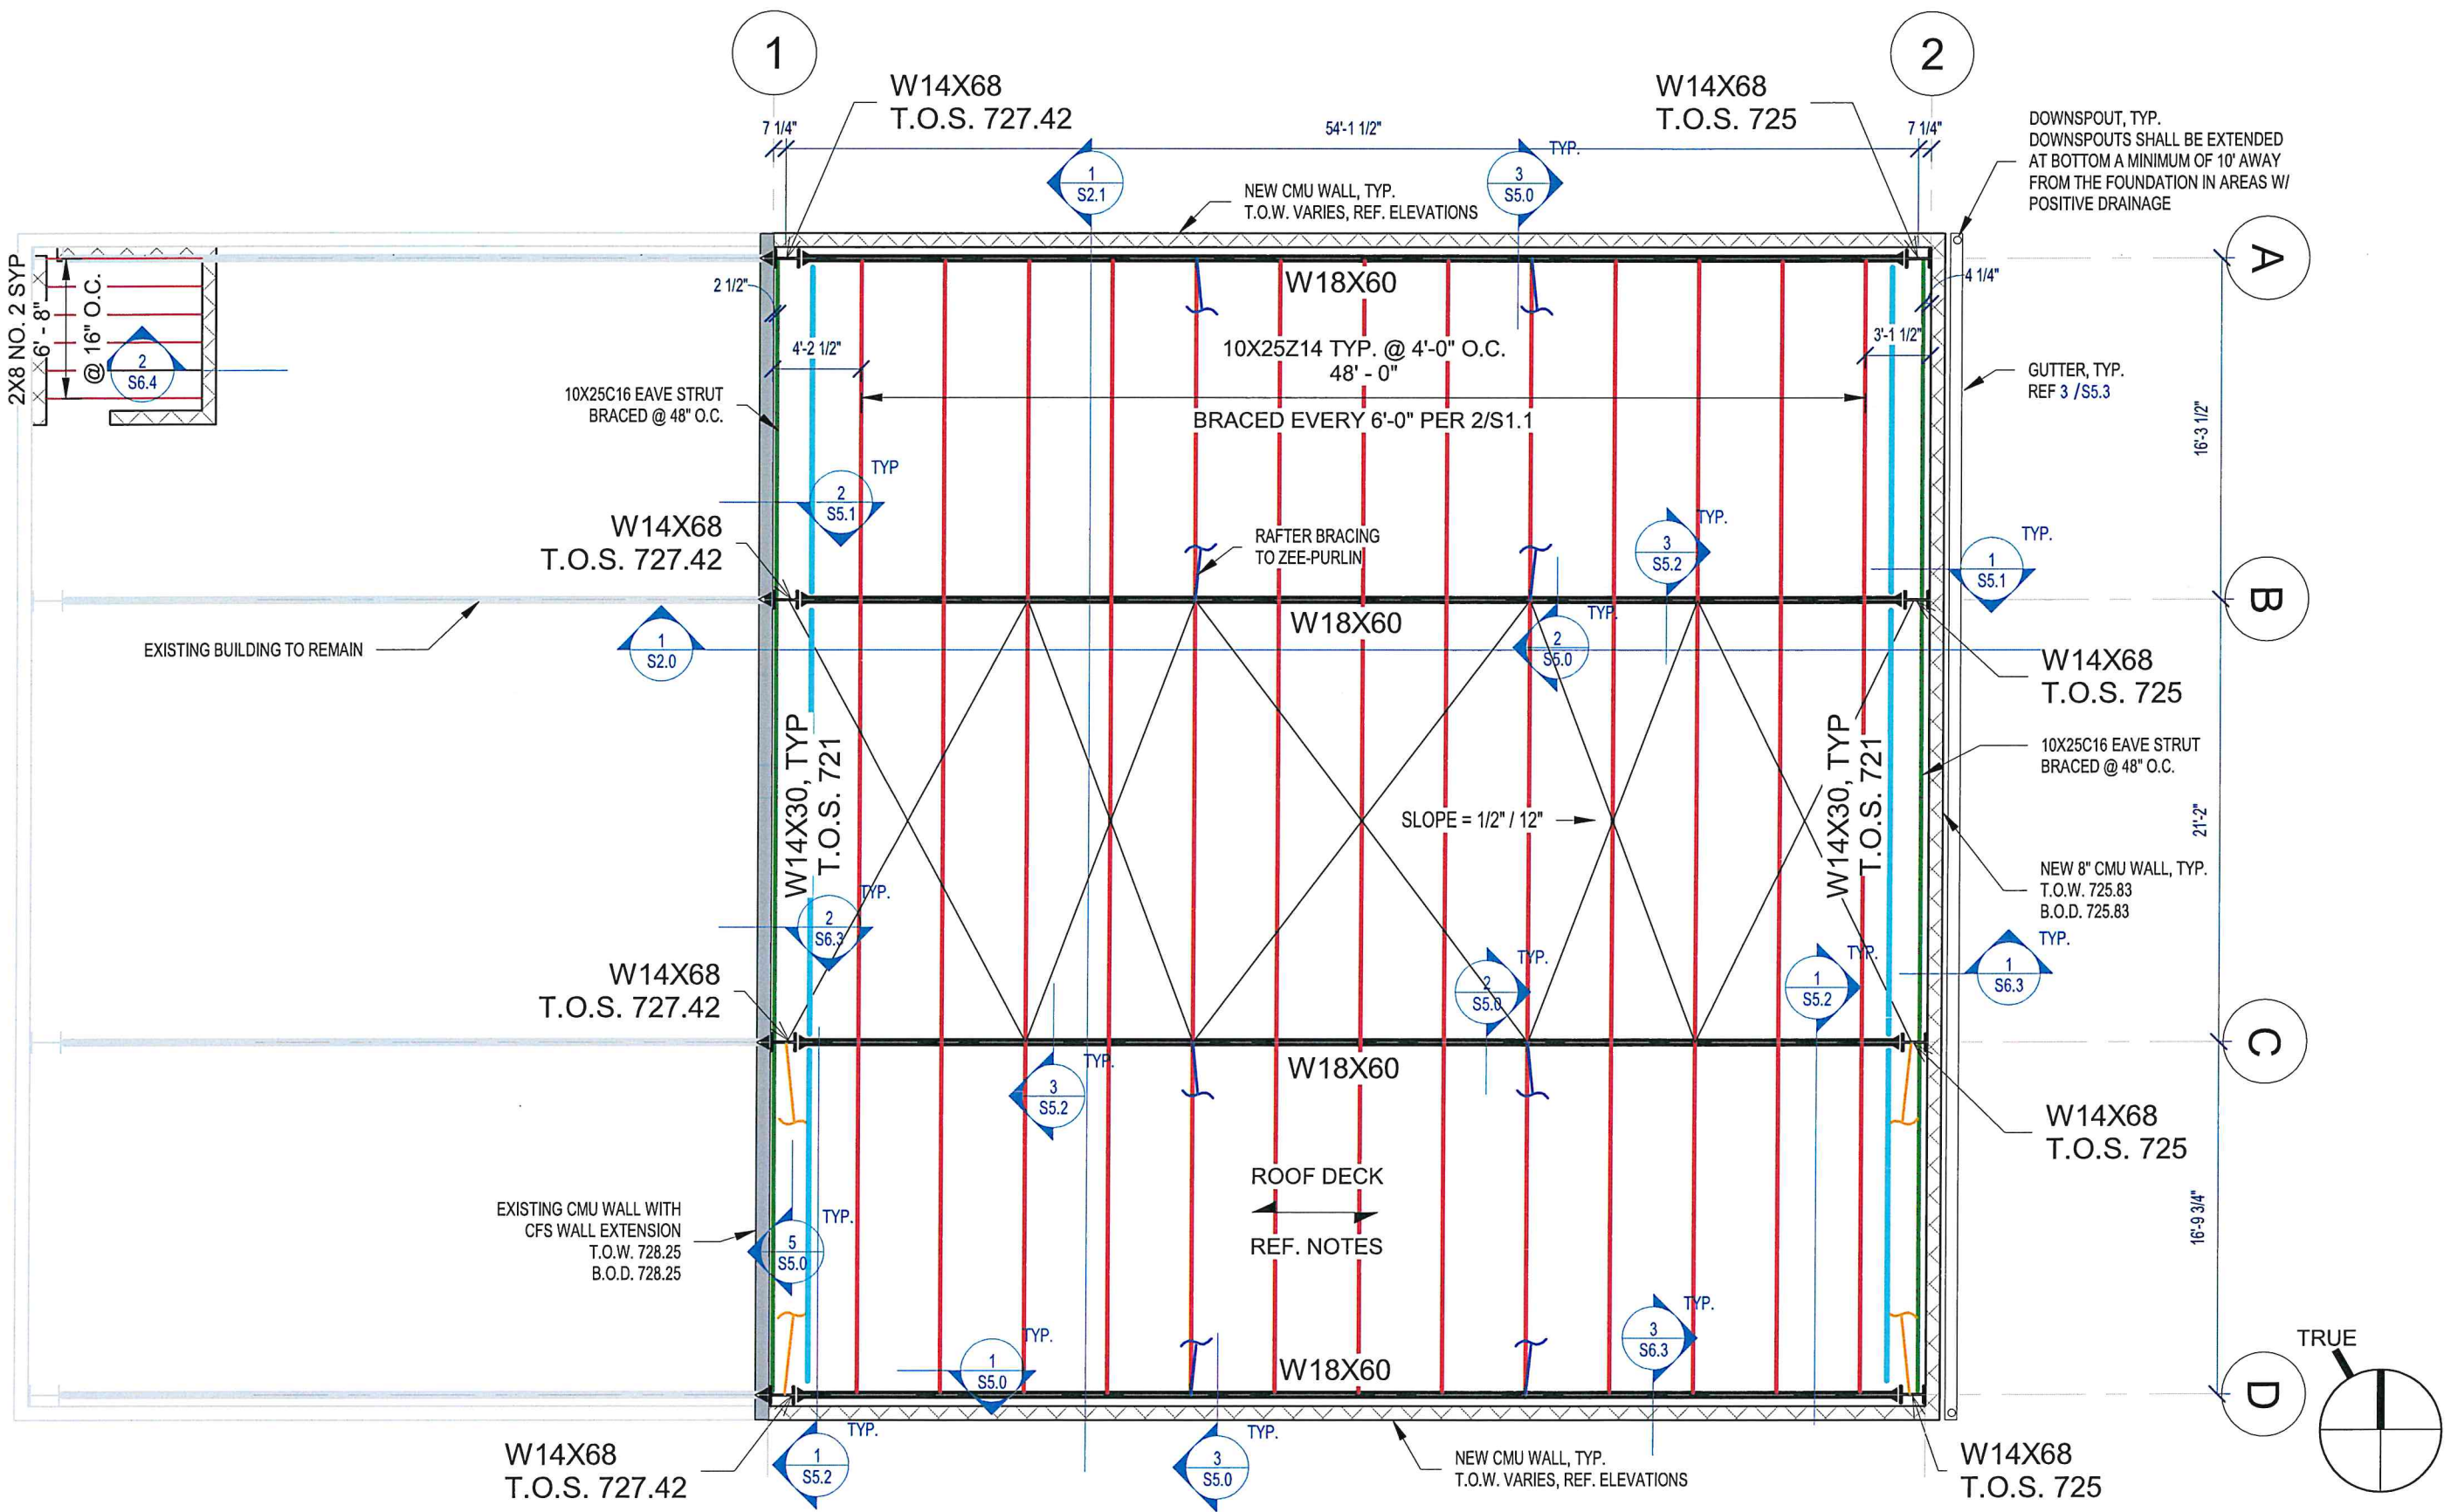 1
2
W14X68
T.O.S. 727.42
W14X68
T.O.S. 725
7 1/4"
54'-1 1/2"
7 1/4"
DOWNSPOUT, TYP.
DOWNSPOUTS SHALL BE EXTENDED
AT BOTTOM A MINIMUM OF 10' AWAY
FROM THE FOUNDATION IN AREAS W/
POSITIVE DRAINAGE
1
S2.1
3
S5.0
TYP.
NEW CMU WALL, TYP.
T.O.W. VARIES, REF. ELEVATIONS
A
2X8 NO. 2 SYP
6' - 8"
@ 16" O.C.
2
S6.4
2 1/2"
W18X60
4 1/4"
4'-2 1/2"
10X25Z14 TYP. @ 4'-0" O.C.
48' - 0"
3'-1 1/2"
GUTTER, TYP.
REF 3 /S5.3
10X25C16 EAVE STRUT
BRACED @ 48" O.C.
BRACED EVERY 6'-0" PER 2/S1.1
16'-3 1/2"
2
S5.1
TYP
W14X68
T.O.S. 727.42
RAFTER BRACING
TO ZEE-PURLIN
3
S5.2
TYP.
1
S5.1
TYP.
B
EXISTING BUILDING TO REMAIN
1
S2.0
W18X60
2
S5.0
TYP.
W14X68
T.O.S. 725
W14X30, TYP
T.O.S. 721
SLOPE = 1/2" / 12"
W14X30, TYP
T.O.S. 721
10X25C16 EAVE STRUT
BRACED @ 48" O.C.
21'-2"
NEW 8" CMU WALL, TYP.
T.O.W. 725.83
B.O.D. 725.83
2
S6.3
TYP.
W14X68
T.O.S. 727.42
2
S5.0
TYP.
1
S5.2
TYP.
1
S6.3
TYP.
C
W18X60
3
S5.2
TYP.
W14X68
T.O.S. 725
ROOF DECK
REF. NOTES
EXISTING CMU WALL WITH
CFS WALL EXTENSION
T.O.W. 728.25
B.O.D. 728.25
5
S5.0
TYP.
16'-9 3/4"
1
S5.0
TYP.
W18X60
3
S6.3
TYP.
TRUE
D
W14X68
T.O.S. 727.42
1
S5.2
TYP.
3
S5.0
TYP.
NEW CMU WALL, TYP.
T.O.W. VARIES, REF. ELEVATIONS
W14X68
T.O.S. 725